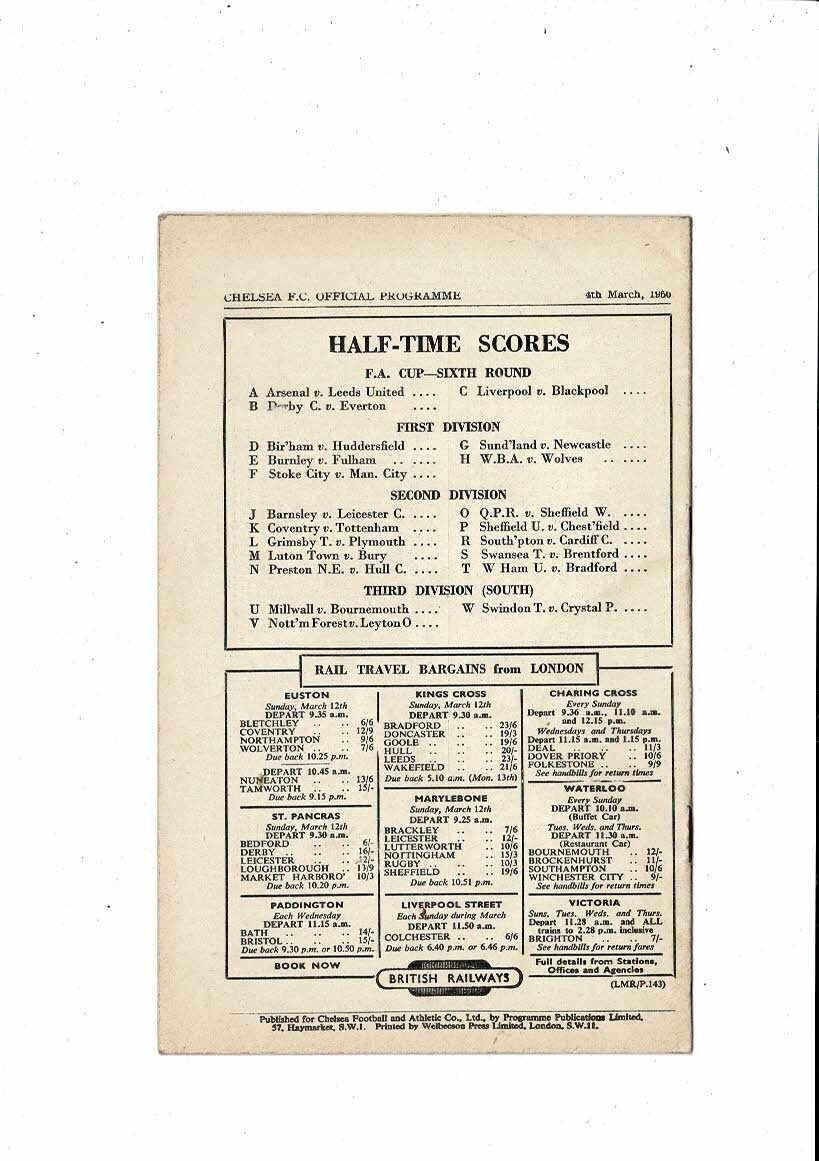 CHELSEA F.C. OFFICIAL PROGRAMME 4th March, 1950
HALF-TIME SCORES
F.A. CUP—SIXTH ROUND
A Arsenal v. Leeds United .... C Liverpool v. Blackpool ....
B Derby C. v. Everton ....
FIRST DIVISION
D Bir'ham v. Huddersfield .... G Sund'land v. Newcastle ....
E Burnley v. Fulham .. .... H W.B.A. v. Wolves .. ....
F Stoke City v. Man. City ....
SECOND DIVISION
J Barnsley v. Leicester C. .... O Q.P.R. v. Sheffield W. ....
K Coventry v. Tottenham .... P Sheffield U. v. Chest'field ....
L Grimsby T. v. Plymouth .... R South'pton v. Cardiff C. ....
M Luton Town v. Bury .... S Swansea T. v. Brentford ....
N Preston N.E. v. Hull C. .... T W Ham U. v. Bradford ....
THIRD DIVISION (SOUTH)
U Millwall v. Bournemouth .... W Swindon T. v. Crystal P. ....
V Nott'm Forest v. Leyton O ....
RAIL TRAVEL BARGAINS from LONDON
EUSTON
Sunday, March 12th
DEPART 9.35 a.m.
BLETCHLEY .. .. 6/6
COVENTRY .. .. 12/9
NORTHAMPTON .. 9/6
WOLVERTON .. .. 7/6
Due back 10.25 p.m.
DEPART 10.45 a.m.
NUNEATON .. .. 13/6
TAMWORTH .. .. 15/-
Due back 9.15 p.m.
ST. PANCRAS
Sunday, March 12th
DEPART 9.30 a.m.
BEDFORD .. .. 6/-
DERBY .. .. .. 16/-
LEICESTER .. .. 12/-
LOUGHBOROUGH .. 13/9
MARKET HARBORO' 10/3
Due back 10.20 p.m.
PADDINGTON
Each Wednesday
DEPART 11.15 a.m.
BATH .. .. .. 14/-
BRISTOL .. .. .. 15/-
Due back 9.30 p.m. or 10.50 p.m.
BOOK NOW
KINGS CROSS
Sunday, March 12th
DEPART 9.30 a.m.
BRADFORD .. .. 23/6
DONCASTER .. .. 19/3
GOOLE .. .. .. 19/6
HULL .. .. .. 20/-
LEEDS .. .. .. 23/-
WAKEFIELD .. .. 21/6
Due back 5.10 a.m. (Mon. 13th)
MARYLEBONE
Sunday, March 12th
DEPART 9.25 a.m.
BRACKLEY .. .. 7/6
LEICESTER .. .. 12/-
LUTTERWORTH .. 10/6
NOTTINGHAM .. 15/3
RUGBY .. .. .. 10/3
SHEFFIELD .. .. 19/6
Due back 10.51 p.m.
LIVERPOOL STREET
Each Sunday during March
DEPART 11.50 a.m.
COLCHESTER .. .. 6/6
Due back 6.40 p.m. or 6.46 p.m.
BRITISH RAILWAYS
CHARING CROSS
Every Sunday
Depart 9.36 a.m., 11.10 a.m.
and 12.15 p.m.
Wednesdays and Thursdays
Depart 11.15 a.m. and 1.15 p.m.
DEAL .. .. .. 11/3
DOVER PRIORY .. 10/6
FOLKESTONE .. .. 9/9
See handbills for return times
WATERLOO
Every Sunday
DEPART 10.10 a.m.
(Buffet Car)
Tues. Weds. and Thurs.
DEPART 11.30 a.m.
(Restaurant Car)
BOURNEMOUTH .. 12/-
BROCKENHURST .. 11/-
SOUTHAMPTON .. 10/6
WINCHESTER CITY .. 9/-
See handbills for return times
VICTORIA
Suns. Tues. Weds. and Thurs.
Depart 11.28 a.m. and ALL
trains to 2.28 p.m. inclusive
BRIGHTON .. .. 7/-
See handbills for return fares
Full details from Stations,
Offices and Agencies
(LMR/P.143)
Published for Chelsea Football and Athletic Co., Ltd., by Programme Publications Limited,
57, Haymarket, S.W.1. Printed by Welbecson Press Limited, London, S.W.11.